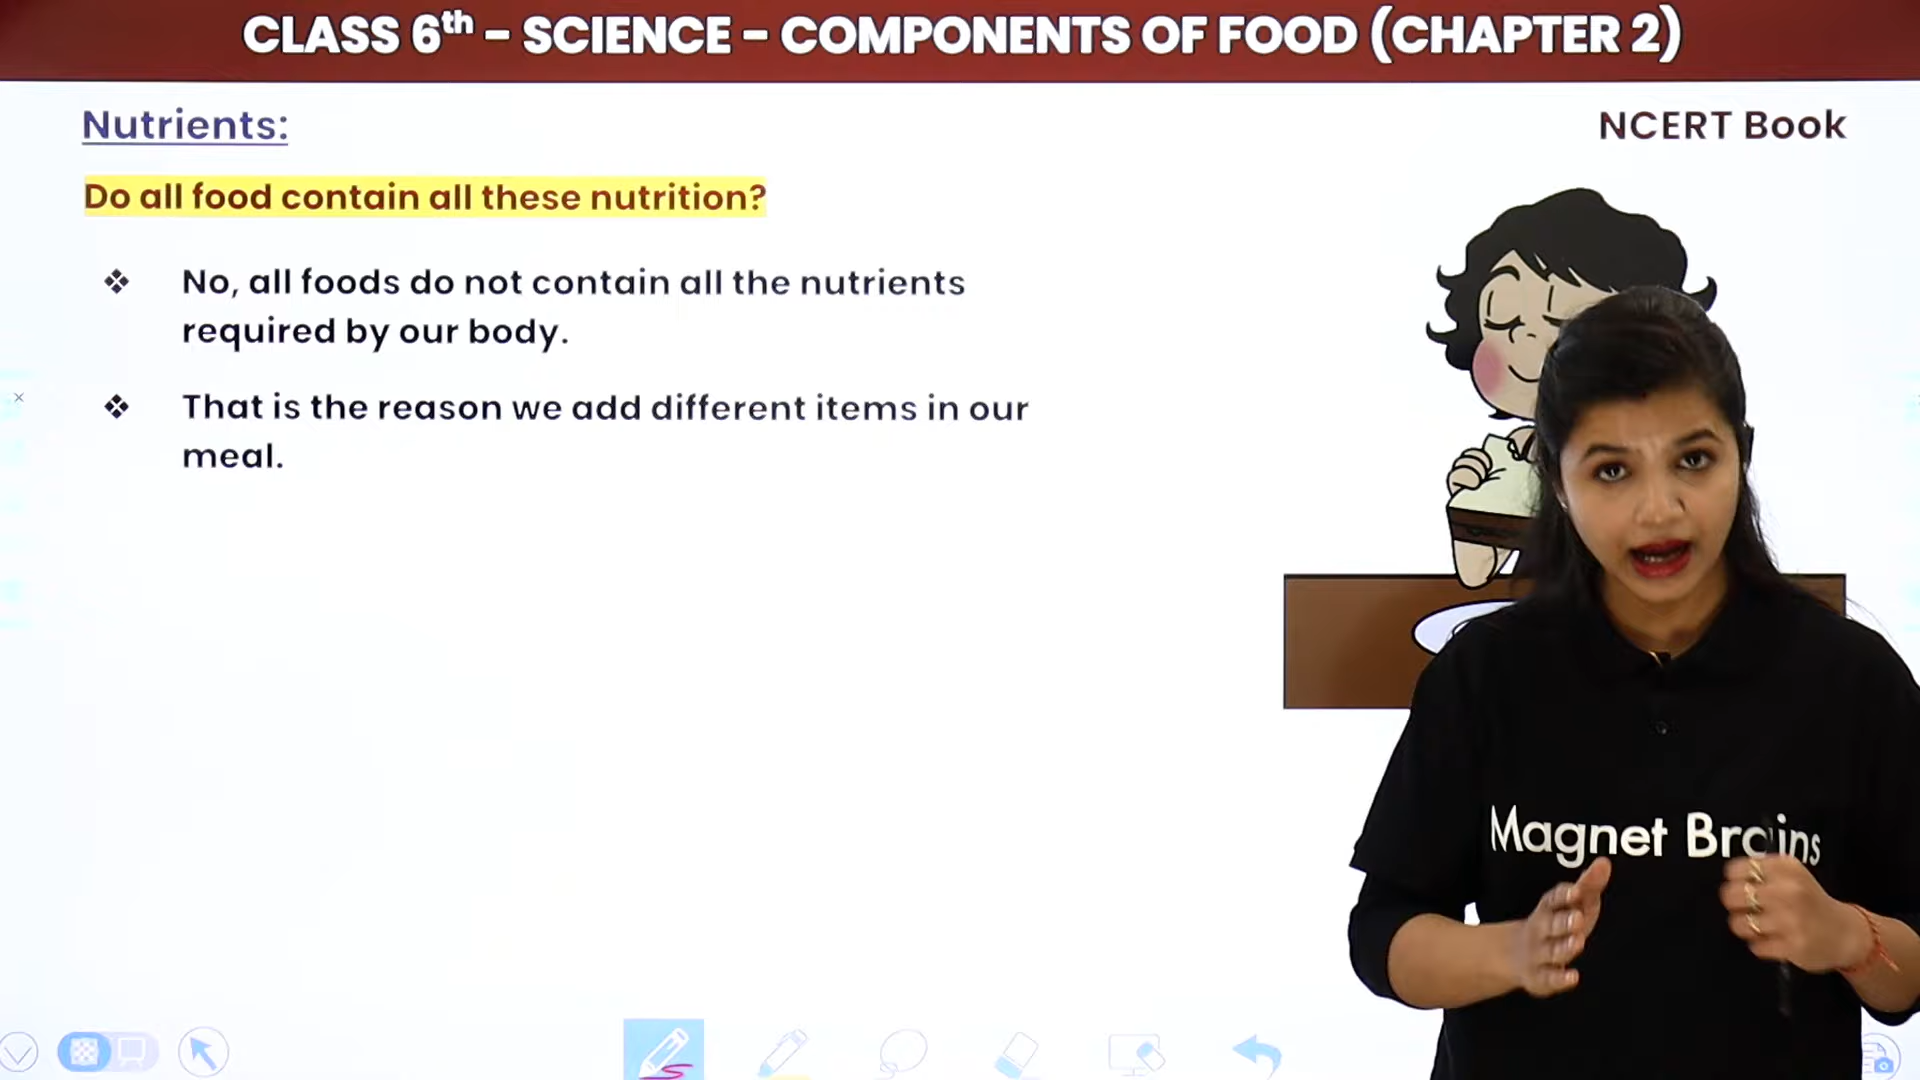 CLASS 6th – SCIENCE – COMPONENTS OF FOOD (CHAPTER 2)
Nutrients:
NCERT Book
Do all food contain all these nutrition?
❖ No, all foods do not contain all the nutrients
required by our body.
❖ That is the reason we add different items in our
meal.
Magnet Brains